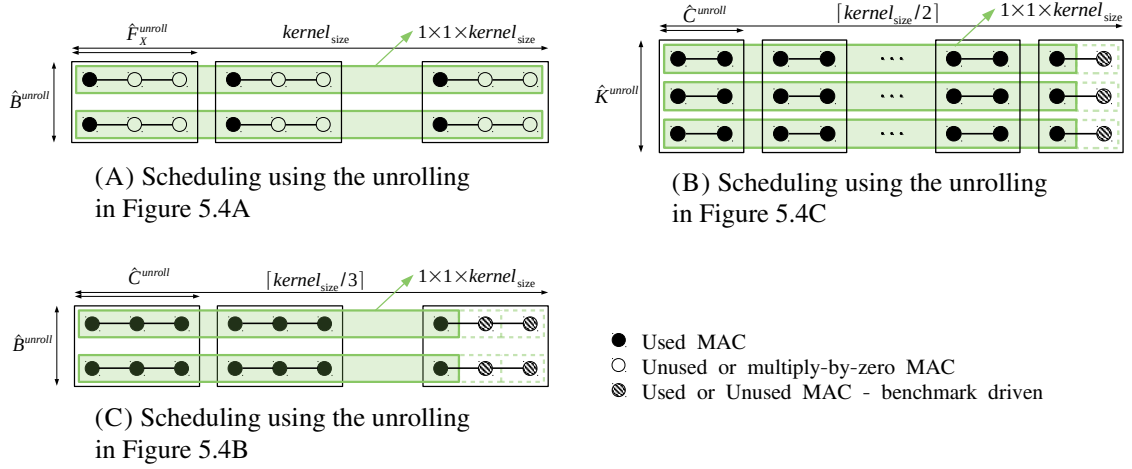 F̂_X^unroll kernel_size 1×1×kernel_size
B̂^unroll
(A) Scheduling using the unrolling
in Figure 5.4A
Ĉ^unroll ⌈kernel_size/2⌉ 1×1×kernel_size
K̂^unroll
(B) Scheduling using the unrolling
in Figure 5.4C
Ĉ^unroll ⌈kernel_size/3⌉ 1×1×kernel_size
B̂^unroll
(C) Scheduling using the unrolling
in Figure 5.4B
Used MAC
Unused or multiply-by-zero MAC
Used or Unused MAC - benchmark driven